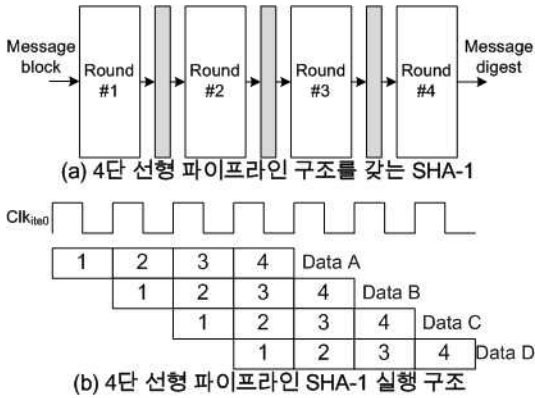 Message block
Round #1
Round #2
Round #3
Round #4
Message digest
(a) 4단 선형 파이프라인 구조를 갖는 SHA-1
Clkite0
1 2 3 4 Data A
1 2 3 4 Data B
1 2 3 4 Data C
1 2 3 4 Data D
(b) 4단 선형 파이프라인 SHA-1 실행 구조